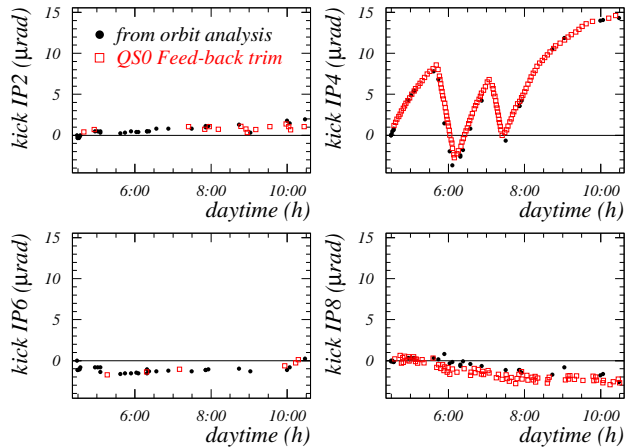 kick IP2 (μrad)
15
10
5
0
● from orbit analysis
□ QS0 Feed-back trim
6:00 8:00 10:00
daytime (h)
kick IP4 (μrad)
15
10
5
0
6:00 8:00 10:00
daytime (h)
kick IP6 (μrad)
15
10
5
0
6:00 8:00 10:00
daytime (h)
kick IP8 (μrad)
15
10
5
0
6:00 8:00 10:00
daytime (h)